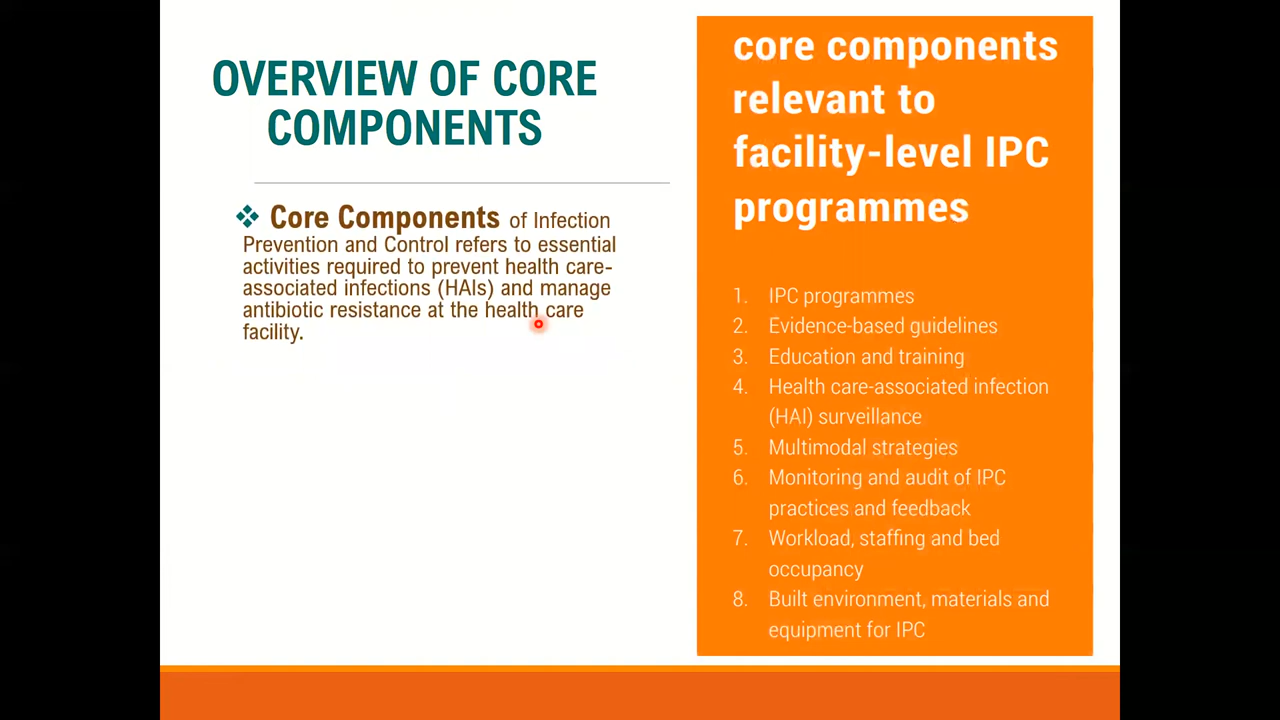 OVERVIEW OF CORE
COMPONENTS
Core Components of Infection
Prevention and Control refers to essential
activities required to prevent health care-
associated infections (HAIs) and manage
antibiotic resistance at the health care
facility.
core components
relevant to
facility-level IPC
programmes
1. IPC programmes
2. Evidence-based guidelines
3. Education and training
4. Health care-associated infection
(HAI) surveillance
5. Multimodal strategies
6. Monitoring and audit of IPC
practices and feedback
7. Workload, staffing and bed
occupancy
8. Built environment, materials and
equipment for IPC